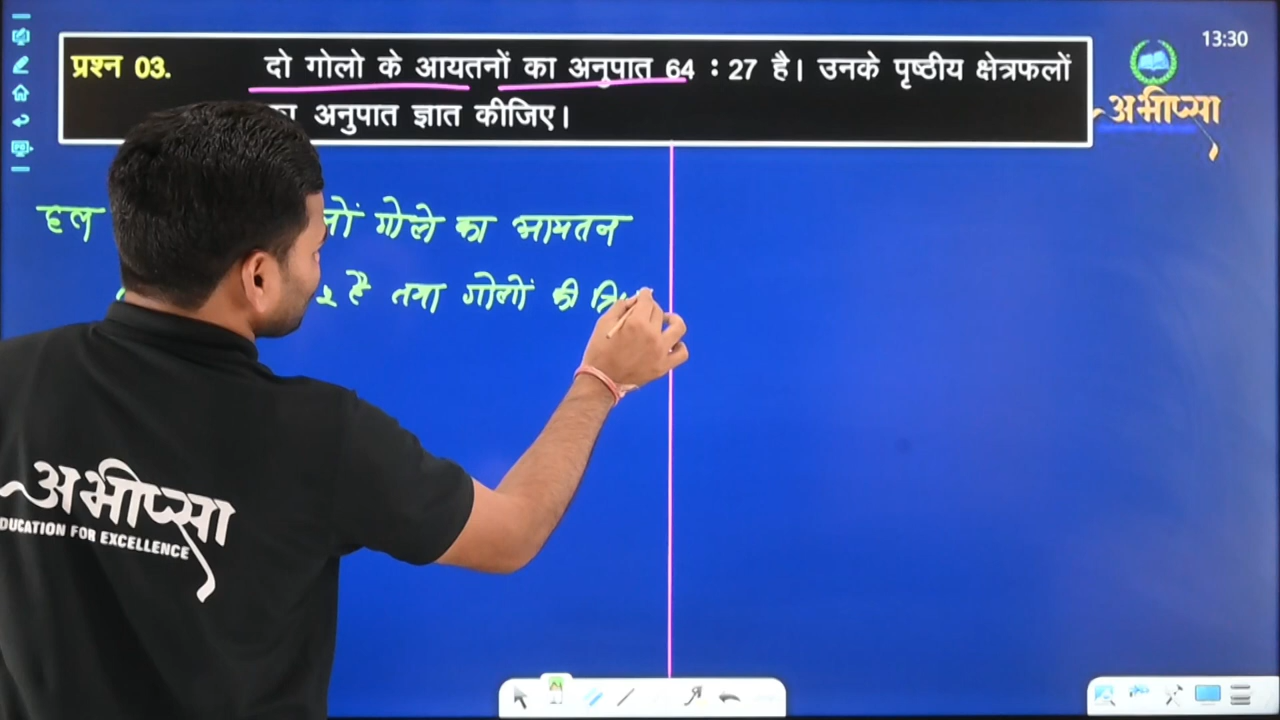 13:30
प्रश्न 03. दो गोलो के आयतनों का अनुपात 64 : 27 है। उनके पृष्ठीय क्षेत्रफलों
का अनुपात ज्ञात कीजिए।
अभीप्सा
हल गोले का आयतन
है तथा गोलों की
अभीप्सा
EDUCATION FOR EXCELLENCE